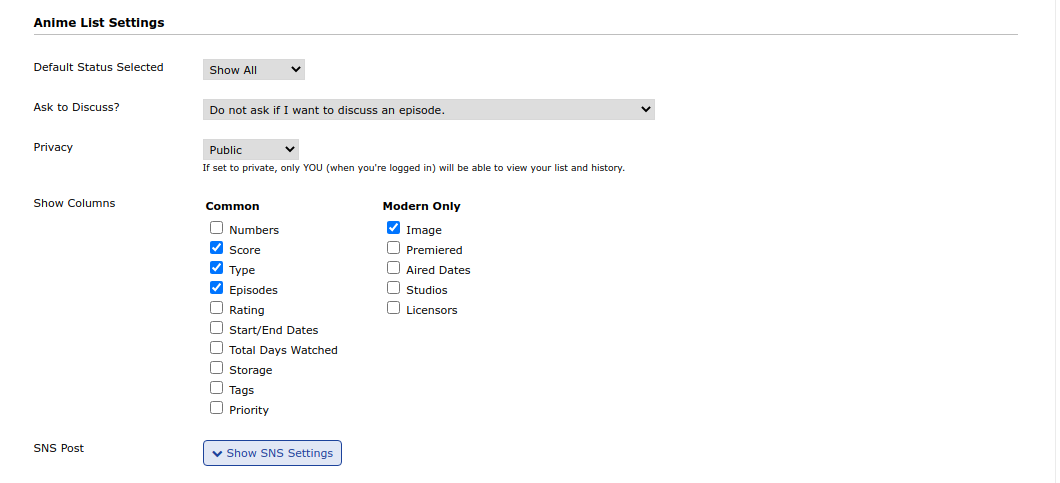 Anime List Settings
Default Status Selected
Show All
Ask to Discuss?
Do not ask if I want to discuss an episode.
Privacy
Public
If set to private, only YOU (when you're logged in) will be able to view your list and history.
Show Columns
Common
Numbers
Score
Type
Episodes
Rating
Start/End Dates
Total Days Watched
Storage
Tags
Priority
Modern Only
Image
Premiered
Aired Dates
Studios
Licensors
SNS Post
Show SNS Settings